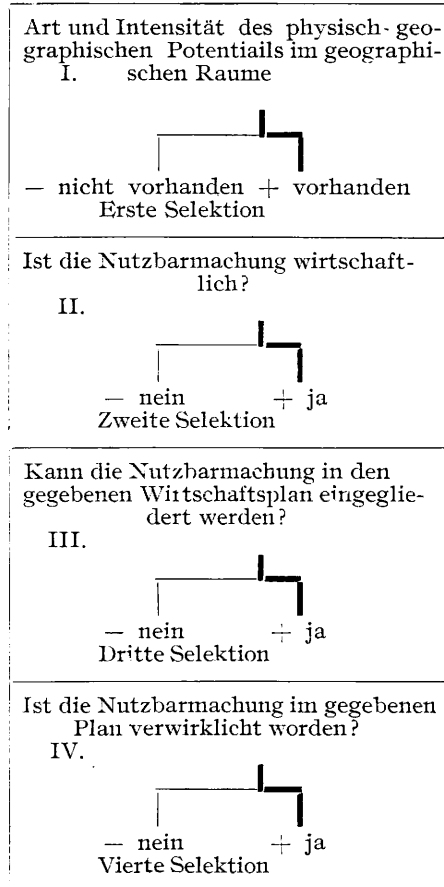 Art und Intensität des physisch-geo-
graphischen Potentiails im geographi-
I. schen Raume
— nicht vorhanden + vorhanden
Erste Selektion
Ist die Nutzbarmachung wirtschaft-
lich?
II.
— nein + ja
Zweite Selektion
Kann die Nutzbarmachung in den
gegebenen Wirtschaftsplan eingeglie-
dert werden?
III.
— nein + ja
Dritte Selektion
Ist die Nutzbarmachung im gegebenen
Plan verwirklicht worden?
IV.
— nein + ja
Vierte Selektion